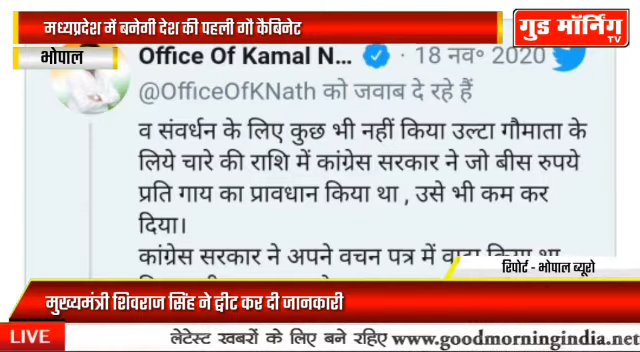 मध्यप्रदेश में बनेगी देश की पहली गौ कैबिनेट
गुड मॉर्निंग
TV
भोपाल
Office Of Kamal N... · 18 नव॰ 2020
@OfficeOfKNath को जवाब दे रहे हैं
व संवर्धन के लिए कुछ भी नहीं किया उल्टा गौमाता के
लिये चारे की राशि में कांग्रेस सरकार ने जो बीस रुपये
प्रति गाय का प्रावधान किया था , उसे भी कम कर
दिया।
कांग्रेस सरकार ने अपने वचन पत्र में
रिपोर्ट - भोपाल ब्यूरो
मुख्यमंत्री शिवराज सिंह ने ट्वीट कर दी जानकारी
LIVE
लेटेस्ट खबरों के लिए बने रहिए www.goodmorningindia.net